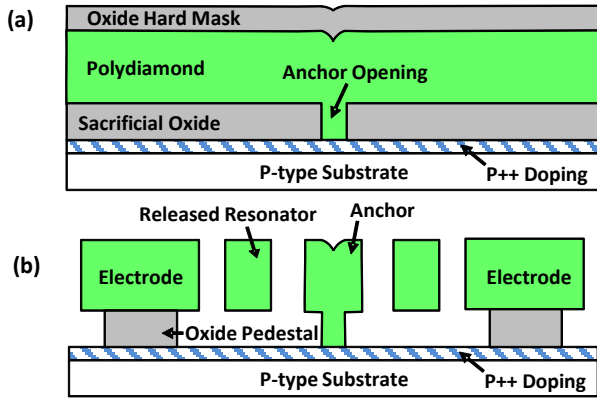 (a)
Oxide Hard Mask
Polydiamond
Anchor Opening
Sacrificial Oxide
P-type Substrate
P++ Doping
Released Resonator
Anchor
(b)
Electrode
Electrode
Oxide Pedestal
P-type Substrate
P++ Doping